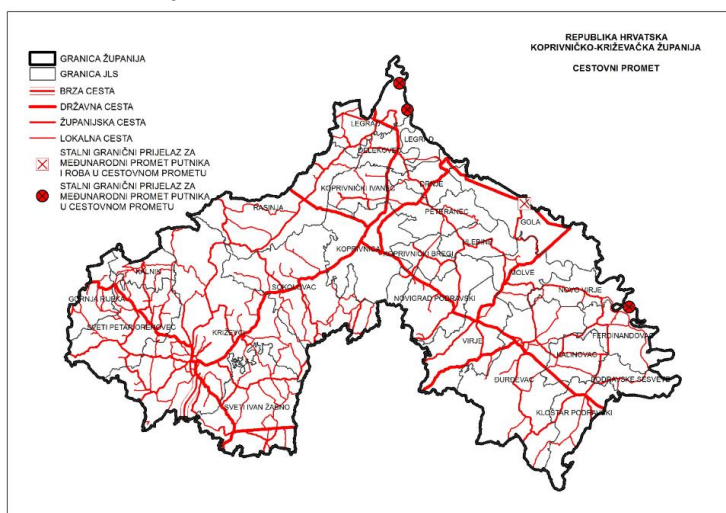 REPUBLIKA HRVATSKA
KOPRIVNIČKO-KRIŽEVAČKA ŽUPANIJA
CESTOVNI PROMET
GRANICA ŽUPANIJA
GRANICA JLS
BRZA CESTA
DRŽAVNA CESTA
ŽUPANIJSKA CESTA
LOKALNA CESTA
STALNI GRANIČNI PRIJELAZ ZA
MEĐUNARODNI PROMET PUTNIKA
I ROBA U CESTOVNOM PROMETU
STALNI GRANIČNI PRIJELAZ ZA
MEĐUNARODNI PROMET PUTNIKA
U CESTOVNOM PROMETU
LEGRAD
LEGRAD
ĐELEKOVEC
DRNJE
KOPRIVNIČKI IVANEC
RASINJA
PETERANEC
GOLA
HLEBINE
KOPRIVNICA
KOPRIVNIČKI BREGI
MOLVE
KALNIK
SOKOLOVAC
NOVO VIRJE
GORNJA RIJEKA
NOVIGRAD PODRAVSKI
SVETI PETAR OREHOVEC
KRIŽEVCI
FERDINANDOVAC
VIRJE
KALINOVAC
ĐURĐEVAC
PODRAVSKE SESVETE
SVETI IVAN ŽABNO
KLOŠTAR PODRAVSKI